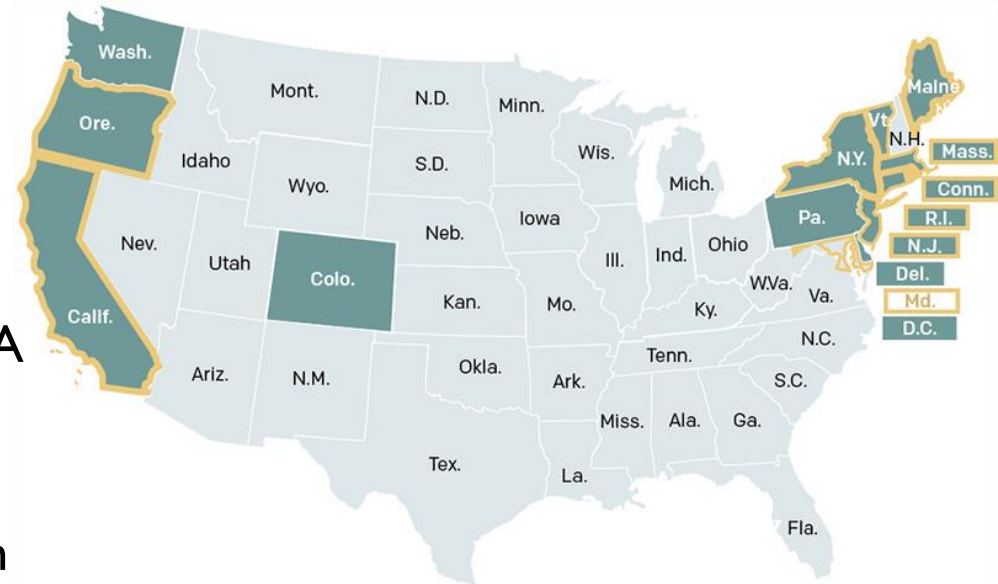 Wash.
Mont.
N.D.
Minn.
Maine
Ore.
Vt
N.H.
Idaho
S.D.
Wis.
N.Y.
Mass.
Wyo.
Mich.
Conn.
Iowa
Pa.
R.I.
Nev.
Neb.
Ill.
Ind.
Ohio
N.J.
Utah
Colo.
W.Va.
Del.
Calif.
Kan.
Mo.
Ky.
Va.
Md.
D.C.
A
Ariz.
N.M.
Okla.
Ark.
Tenn.
N.C.
S.C.
Miss.
Ala.
Ga.
Tex.
La.
Fla.